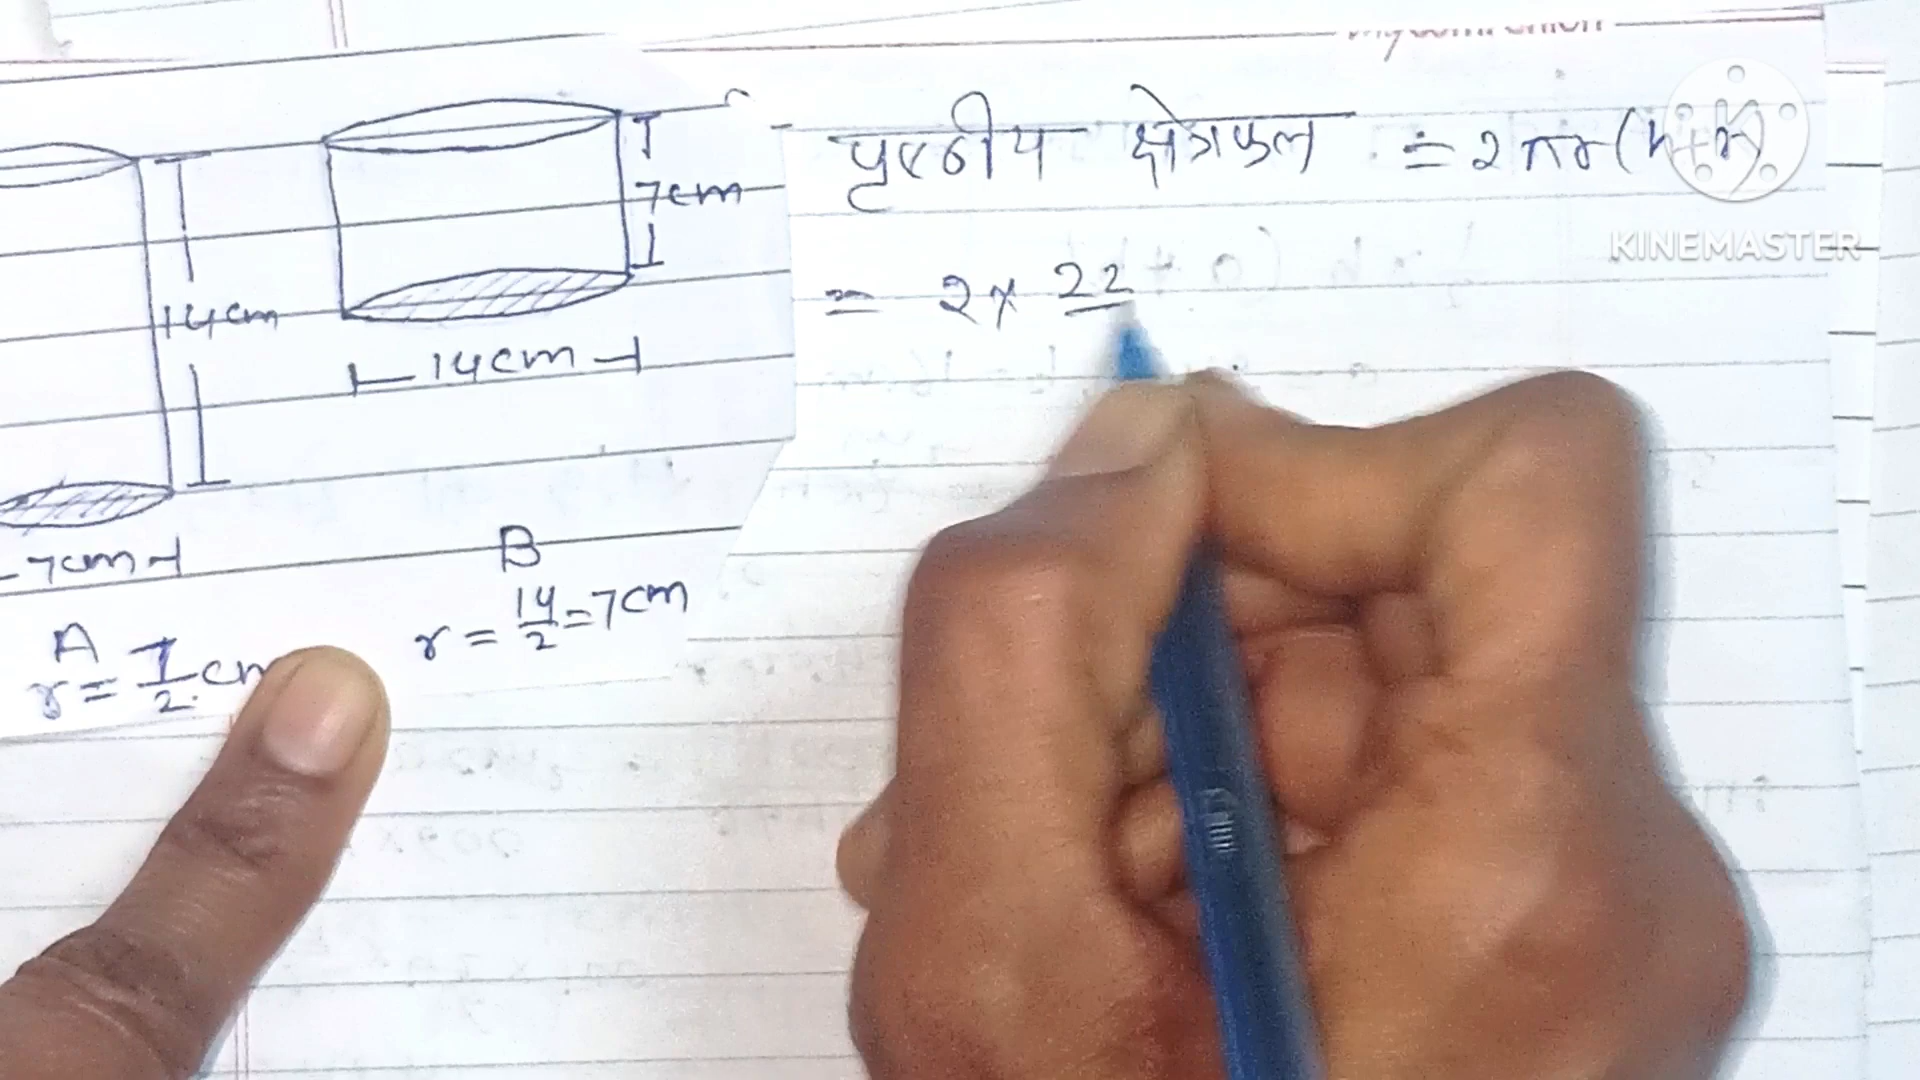 पृष्ठीय क्षेत्रफल = 2πr(h+r)
KINEMASTER
= 2 × 22
7cm
14cm
14cm
7cm
B
r = 14/2 = 7cm
A
r = 7/2 cm